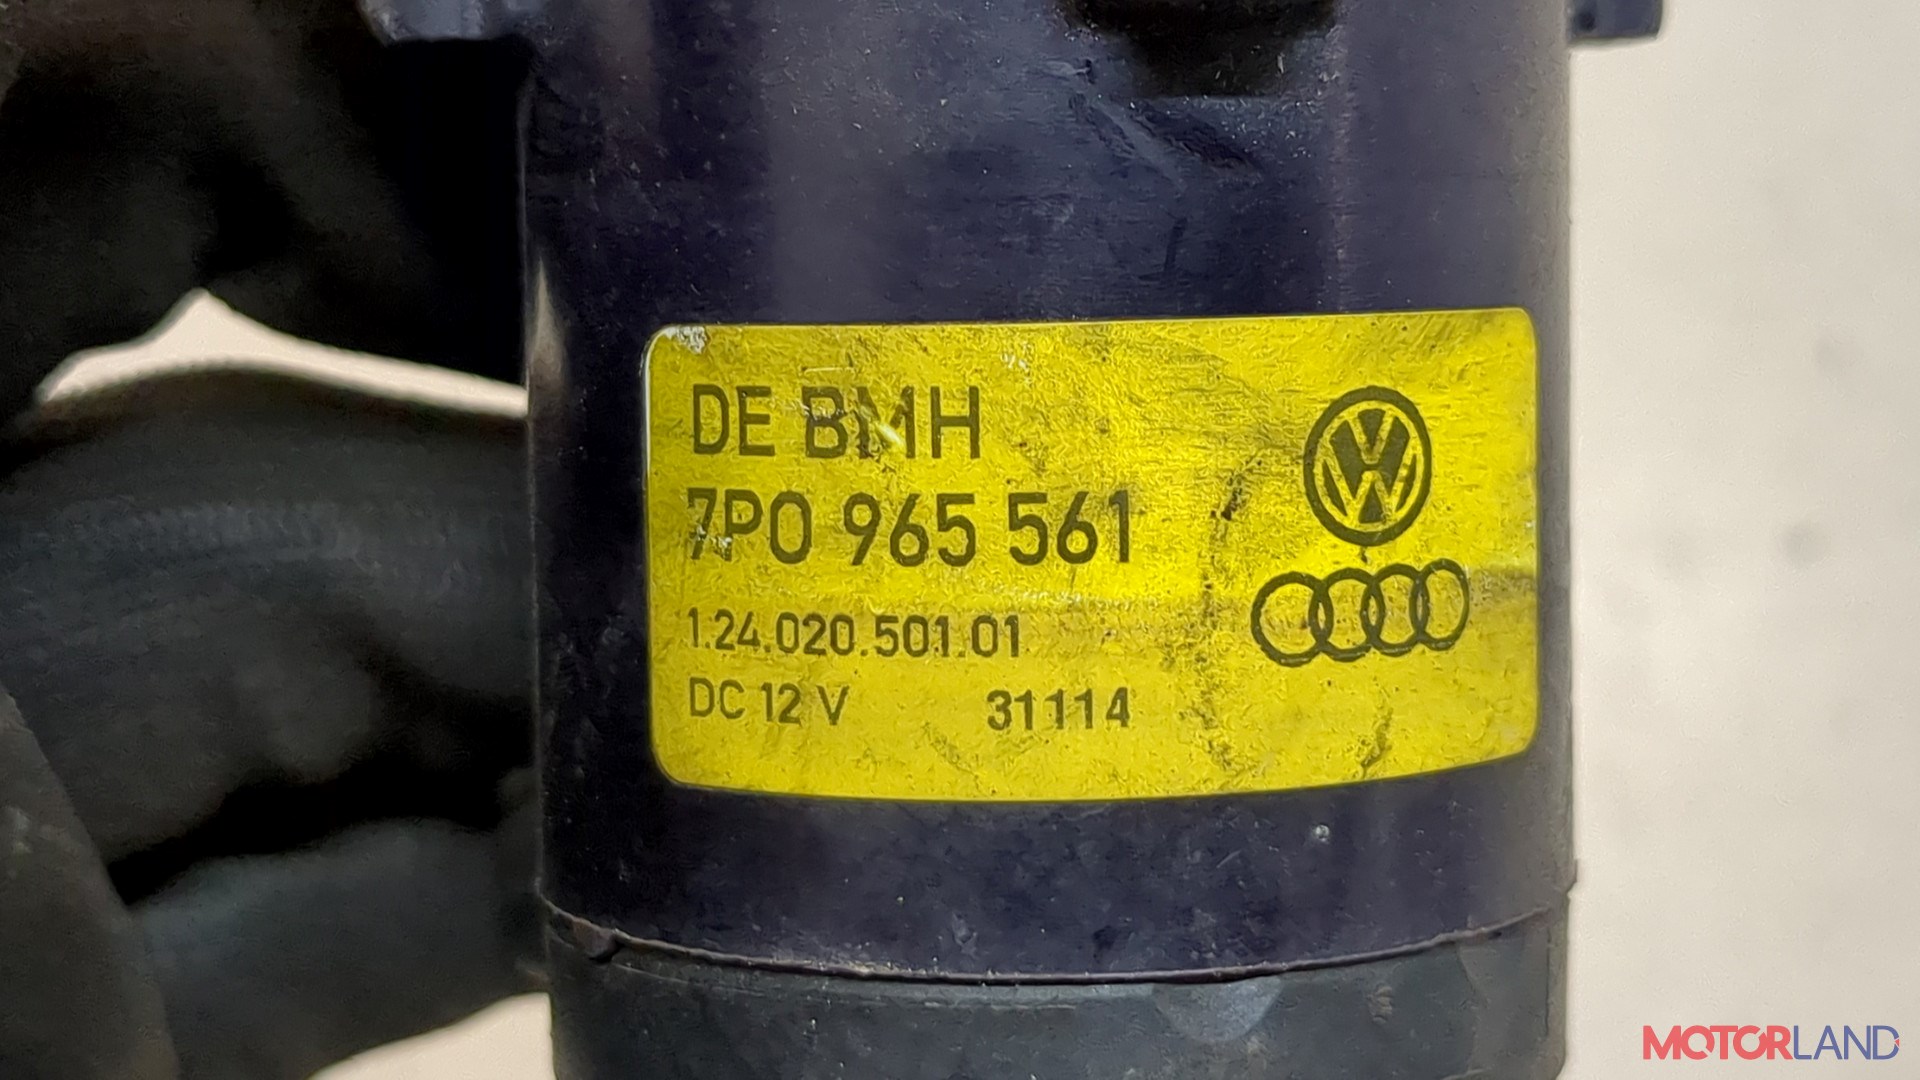 DE BMH
7P0 965 561
1.24.020.501.01
DC 12 V 31114
MOTORLAND